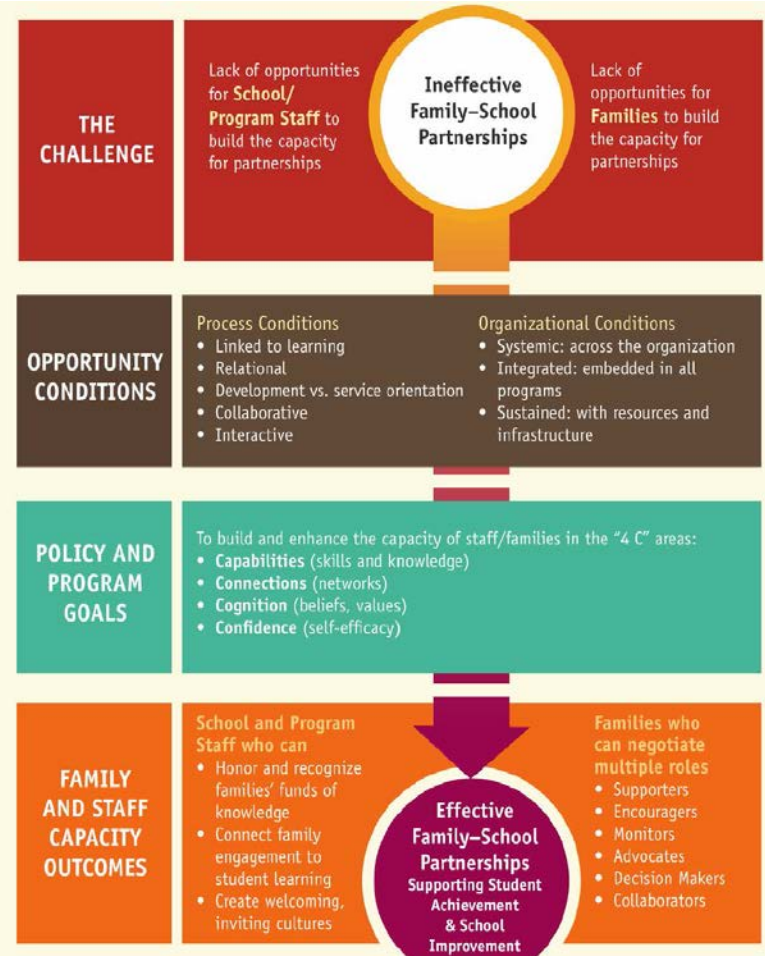 THE
CHALLENGE
Lack of opportunities
for School/
Program Staff to
build the capacity
for partnerships
Ineffective
Family–School
Partnerships
Lack of
opportunities for
Families to build
the capacity for
partnerships
OPPORTUNITY
CONDITIONS
Process Conditions
• Linked to learning
• Relational
• Development vs. service orientation
• Collaborative
• Interactive
Organizational Conditions
• Systemic: across the organization
• Integrated: embedded in all
programs
• Sustained: with resources and
infrastructure
POLICY AND
PROGRAM
GOALS
To build and enhance the capacity of staff/families in the “4 C” areas:
• Capabilities (skills and knowledge)
• Connections (networks)
• Cognition (beliefs, values)
• Confidence (self-efficacy)
FAMILY
AND STAFF
CAPACITY
OUTCOMES
School and Program
Staff who can
• Honor and recognize
families’ funds of
knowledge
• Connect family
engagement to
student learning
• Create welcoming,
inviting cultures
Effective
Family–School
Partnerships
Supporting Student
Achievement
& School
Improvement
Families who
can negotiate
multiple roles
• Supporters
• Encouragers
• Monitors
• Advocates
• Decision Makers
• Collaborators